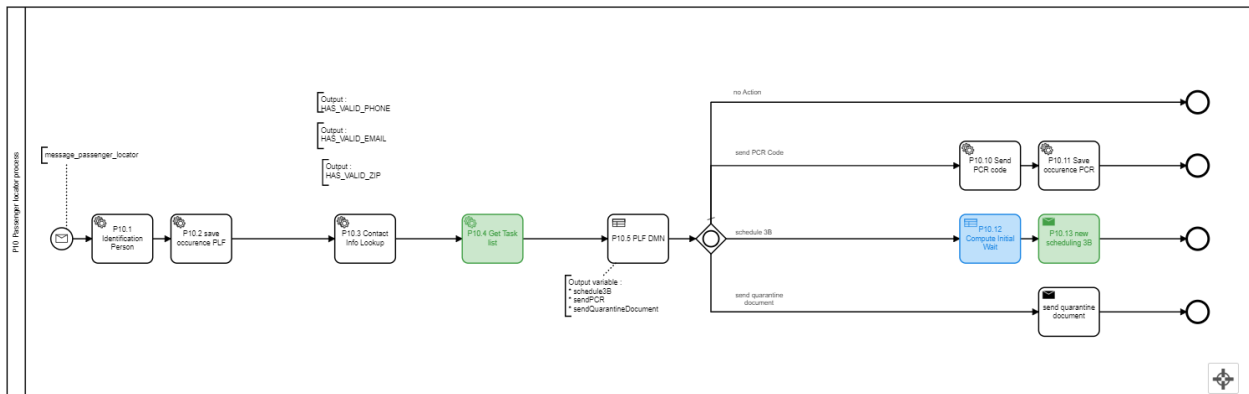 P10 Passenger locator process
message_passenger_locator
P10.1
Identification
Person
P10.2 save
occurence PLF
Output :
HAS_VALID_PHONE
Output :
HAS_VALID_EMAIL
Output :
HAS_VALID_ZIP
P10.3 Contact
Info Lookup
P10.4 Get Task
list
P10.5 PLF DMN
Output variable :
* schedule3B
* sendPCR
* sendQuarantineDocument
no Action
send PCR Code
P10.10 Send
PCR code
P10.11 Save
occurence PCR
schedule 3B
P10.12
Compute Initial
Wait
P10.13 new
scheduling 3B
send quarantine
document
send quarantine
document